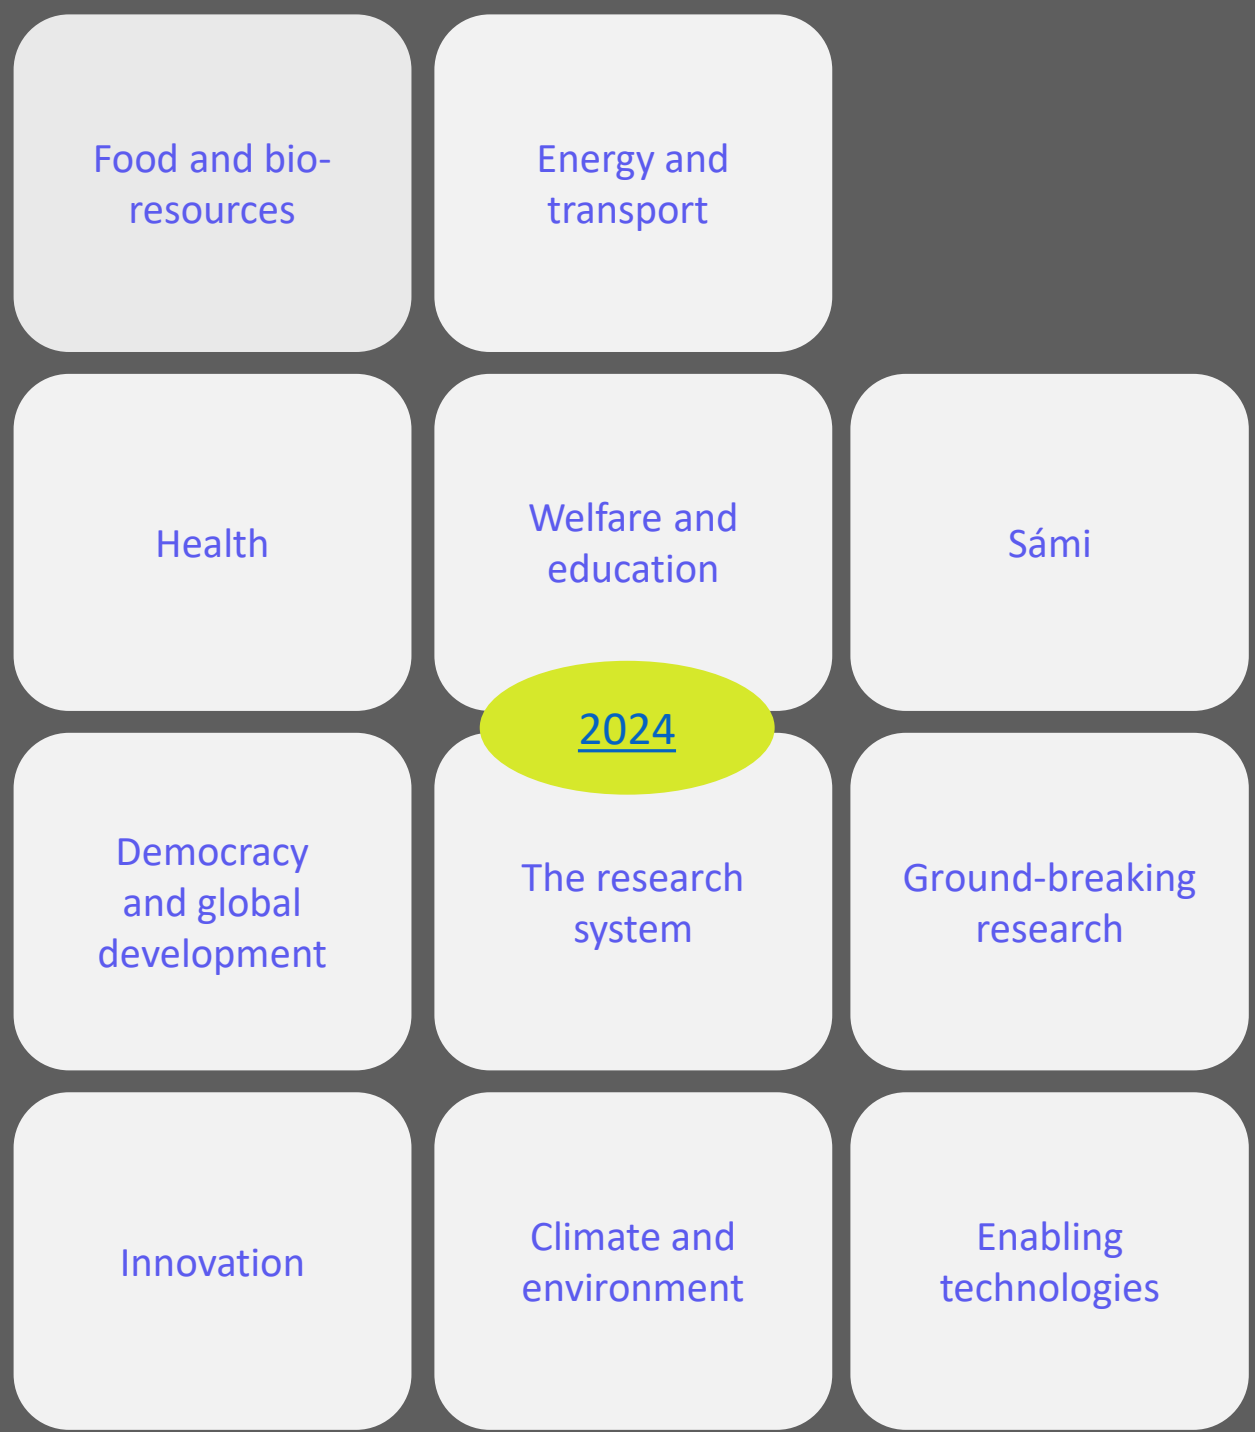 Food and bio-
resources
Energy and
transport
Health
Welfare and
education
Sámi
2024
Democracy
and global
development
The research
system
Ground-breaking
research
Innovation
Climate and
environment
Enabling
technologies